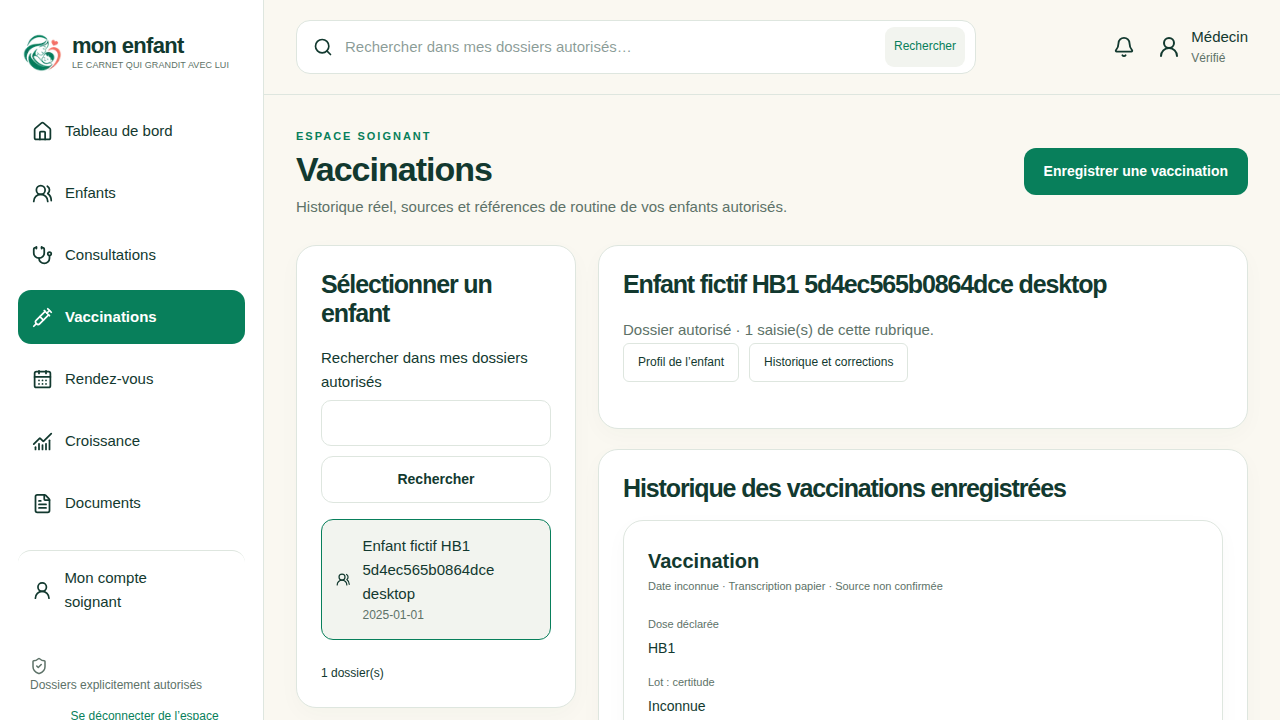 mon enfant
LE CARNET QUI GRANDIT AVEC LUI
Tableau de bord
Enfants
Consultations
Vaccinations
Rendez-vous
Croissance
Documents
Mon compte
soignant
Dossiers explicitement autorisés
Se déconnecter de l’espace
Rechercher dans mes dossiers autorisés…
Rechercher
Médecin
Vérifié
ESPACE SOIGNANT
Vaccinations
Historique réel, sources et références de routine de vos enfants autorisés.
Enregistrer une vaccination
Sélectionner un
enfant
Rechercher dans mes dossiers
autorisés
Rechercher
Enfant fictif HB1
5d4ec565b0864dce
desktop
2025-01-01
1 dossier(s)
Enfant fictif HB1 5d4ec565b0864dce desktop
Dossier autorisé · 1 saisie(s) de cette rubrique.
Profil de l’enfant
Historique et corrections
Historique des vaccinations enregistrées
Vaccination
Date inconnue · Transcription papier · Source non confirmée
Dose déclarée
HB1
Lot : certitude
Inconnue